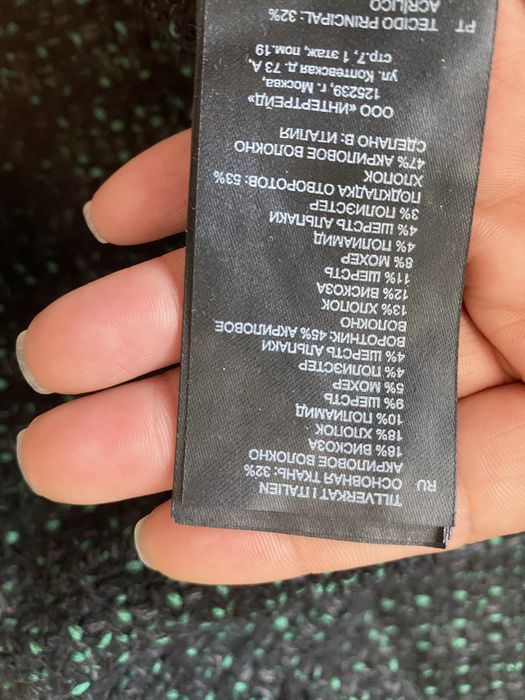 TILLVERKAT I ITALIEN
RU ОСНОВНАЯ ТКАНЬ: 32%
АКРИЛОВОЕ ВОЛОКНО
18% ВИСКОЗА
18% ХЛОПОК
10% ПОЛИАМИД
9% ШЕРСТЬ
5% МОХЕР
4% ПОЛИЭСТЕР
4% ШЕРСТЬ АЛЬПАКИ
ВОРОТНИК: 45% АКРИЛОВОЕ
ВОЛОКНО
13% ХЛОПОК
12% ВИСКОЗА
11% ШЕРСТЬ
8% МОХЕР
4% ПОЛИАМИД
4% ШЕРСТЬ АЛЬПАКИ
3% ПОЛИЭСТЕР
ПОДКЛАДКА ОТВОРОТОВ: 53%
ХЛОПОК
47% АКРИЛОВОЕ ВОЛОКНО
СДЕЛАНО В: ИТАЛИЯ
ООО «ИНТЕРТРЕЙД»
125239, г. Москва,
ул. Коптевская д. 73 А,
стр.7, 1 этаж, пом.19
PT TECIDO PRINCIPAL: 32%
ACRÍLICO